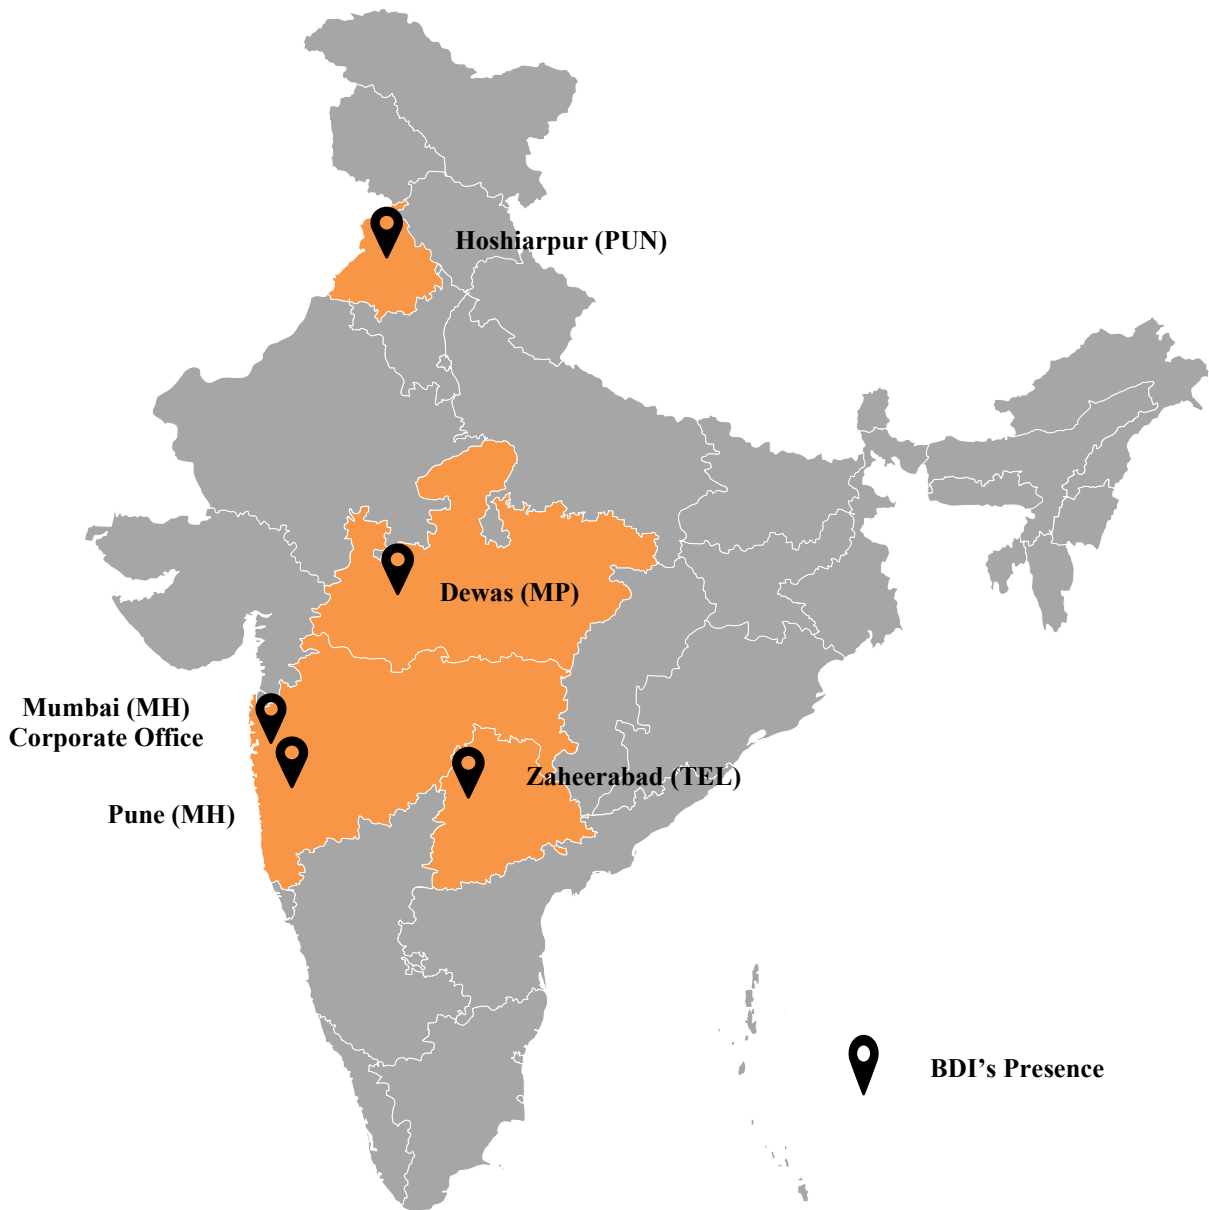 Hoshiarpur (PUN)
Dewas (MP)
Mumbai (MH)
Corporate Office
Zaheerabad (TEL)
Pune (MH)
BDI’s Presence